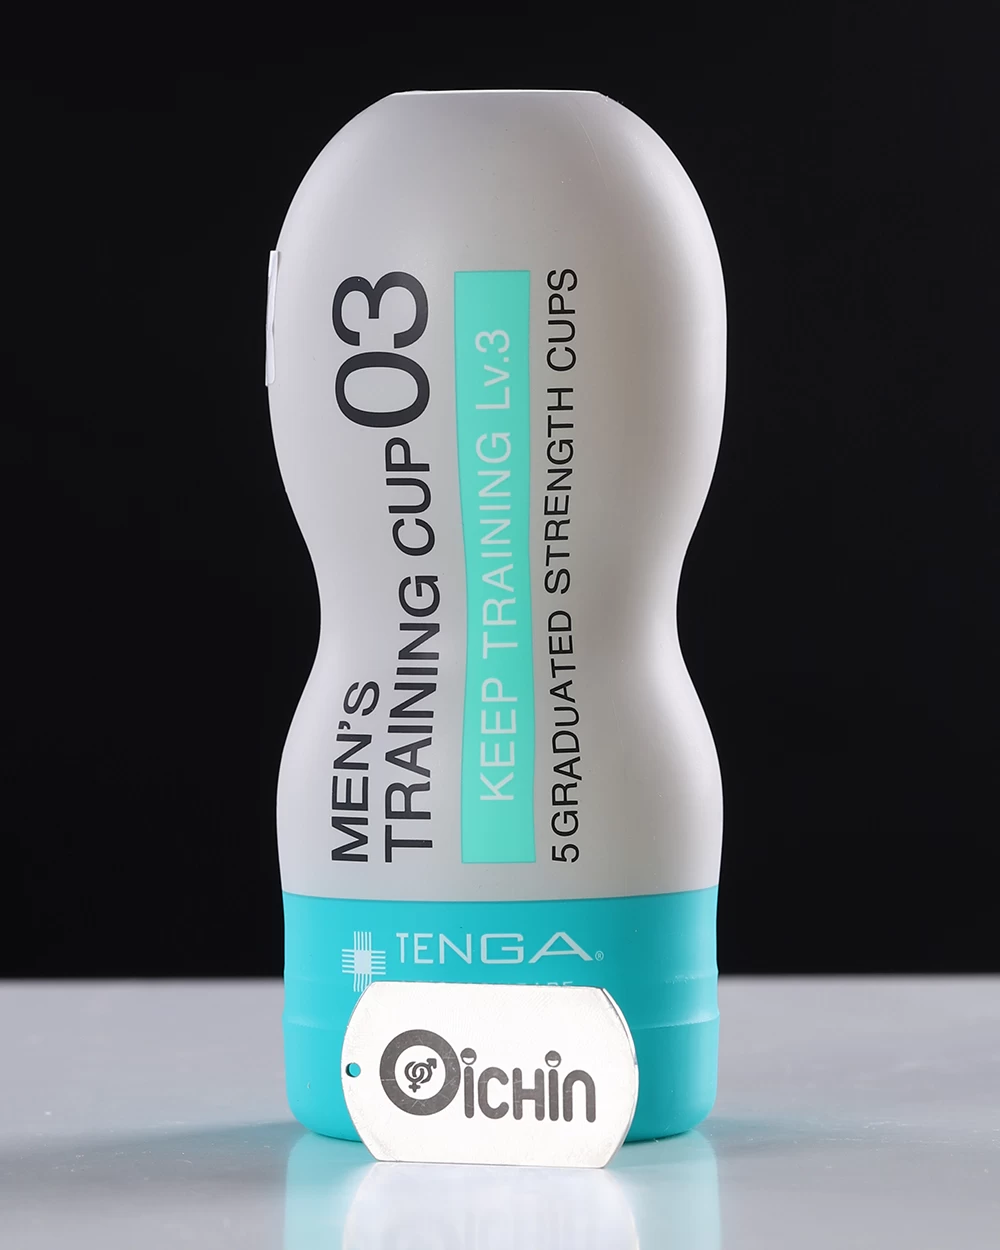 MEN'S
TRAINING CUP 03
KEEP TRAINING Lv.3
5 GRADUATED STRENGTH CUPS
TENGA®
Oichin